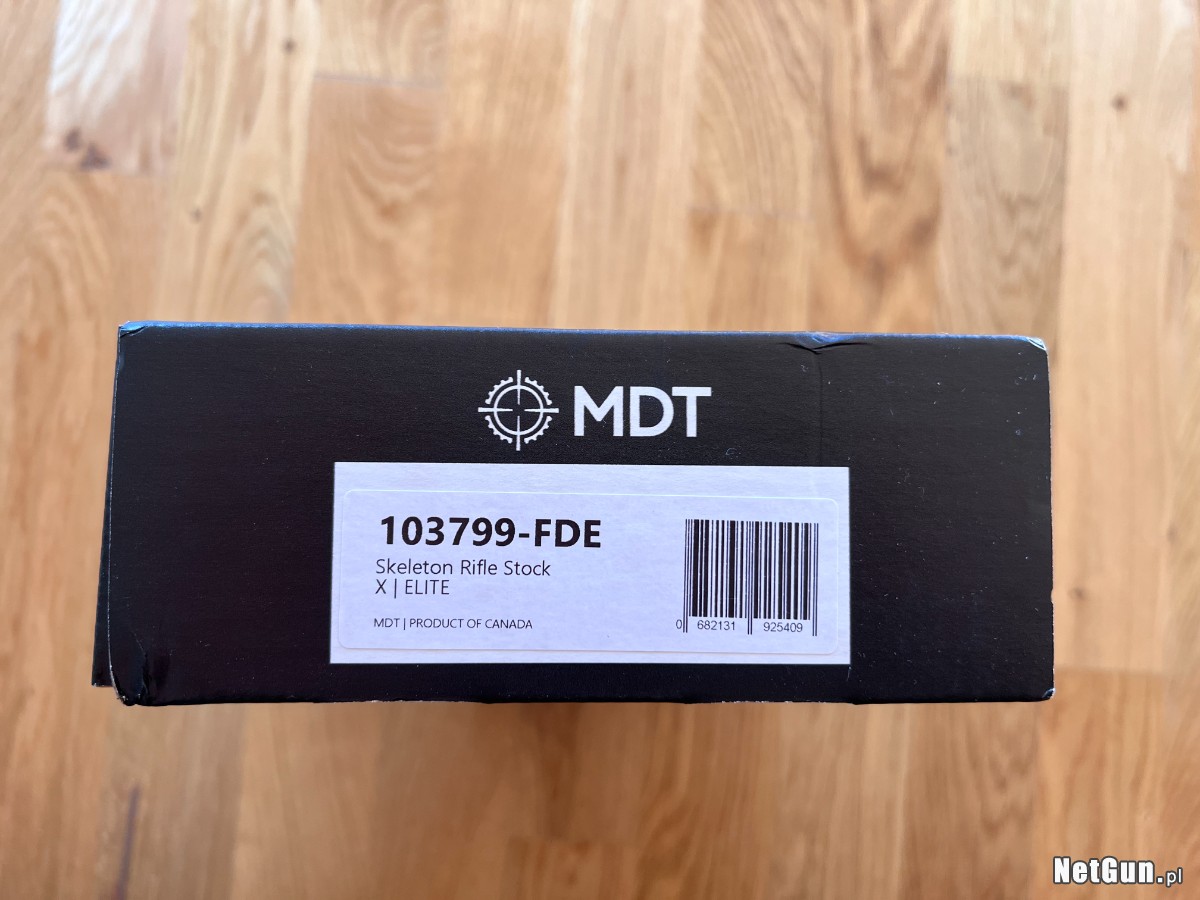 MDT
103799-FDE
Skeleton Rifle Stock
X | ELITE
MDT | PRODUCT OF CANADA
0 682131 925409
NetGun.pl